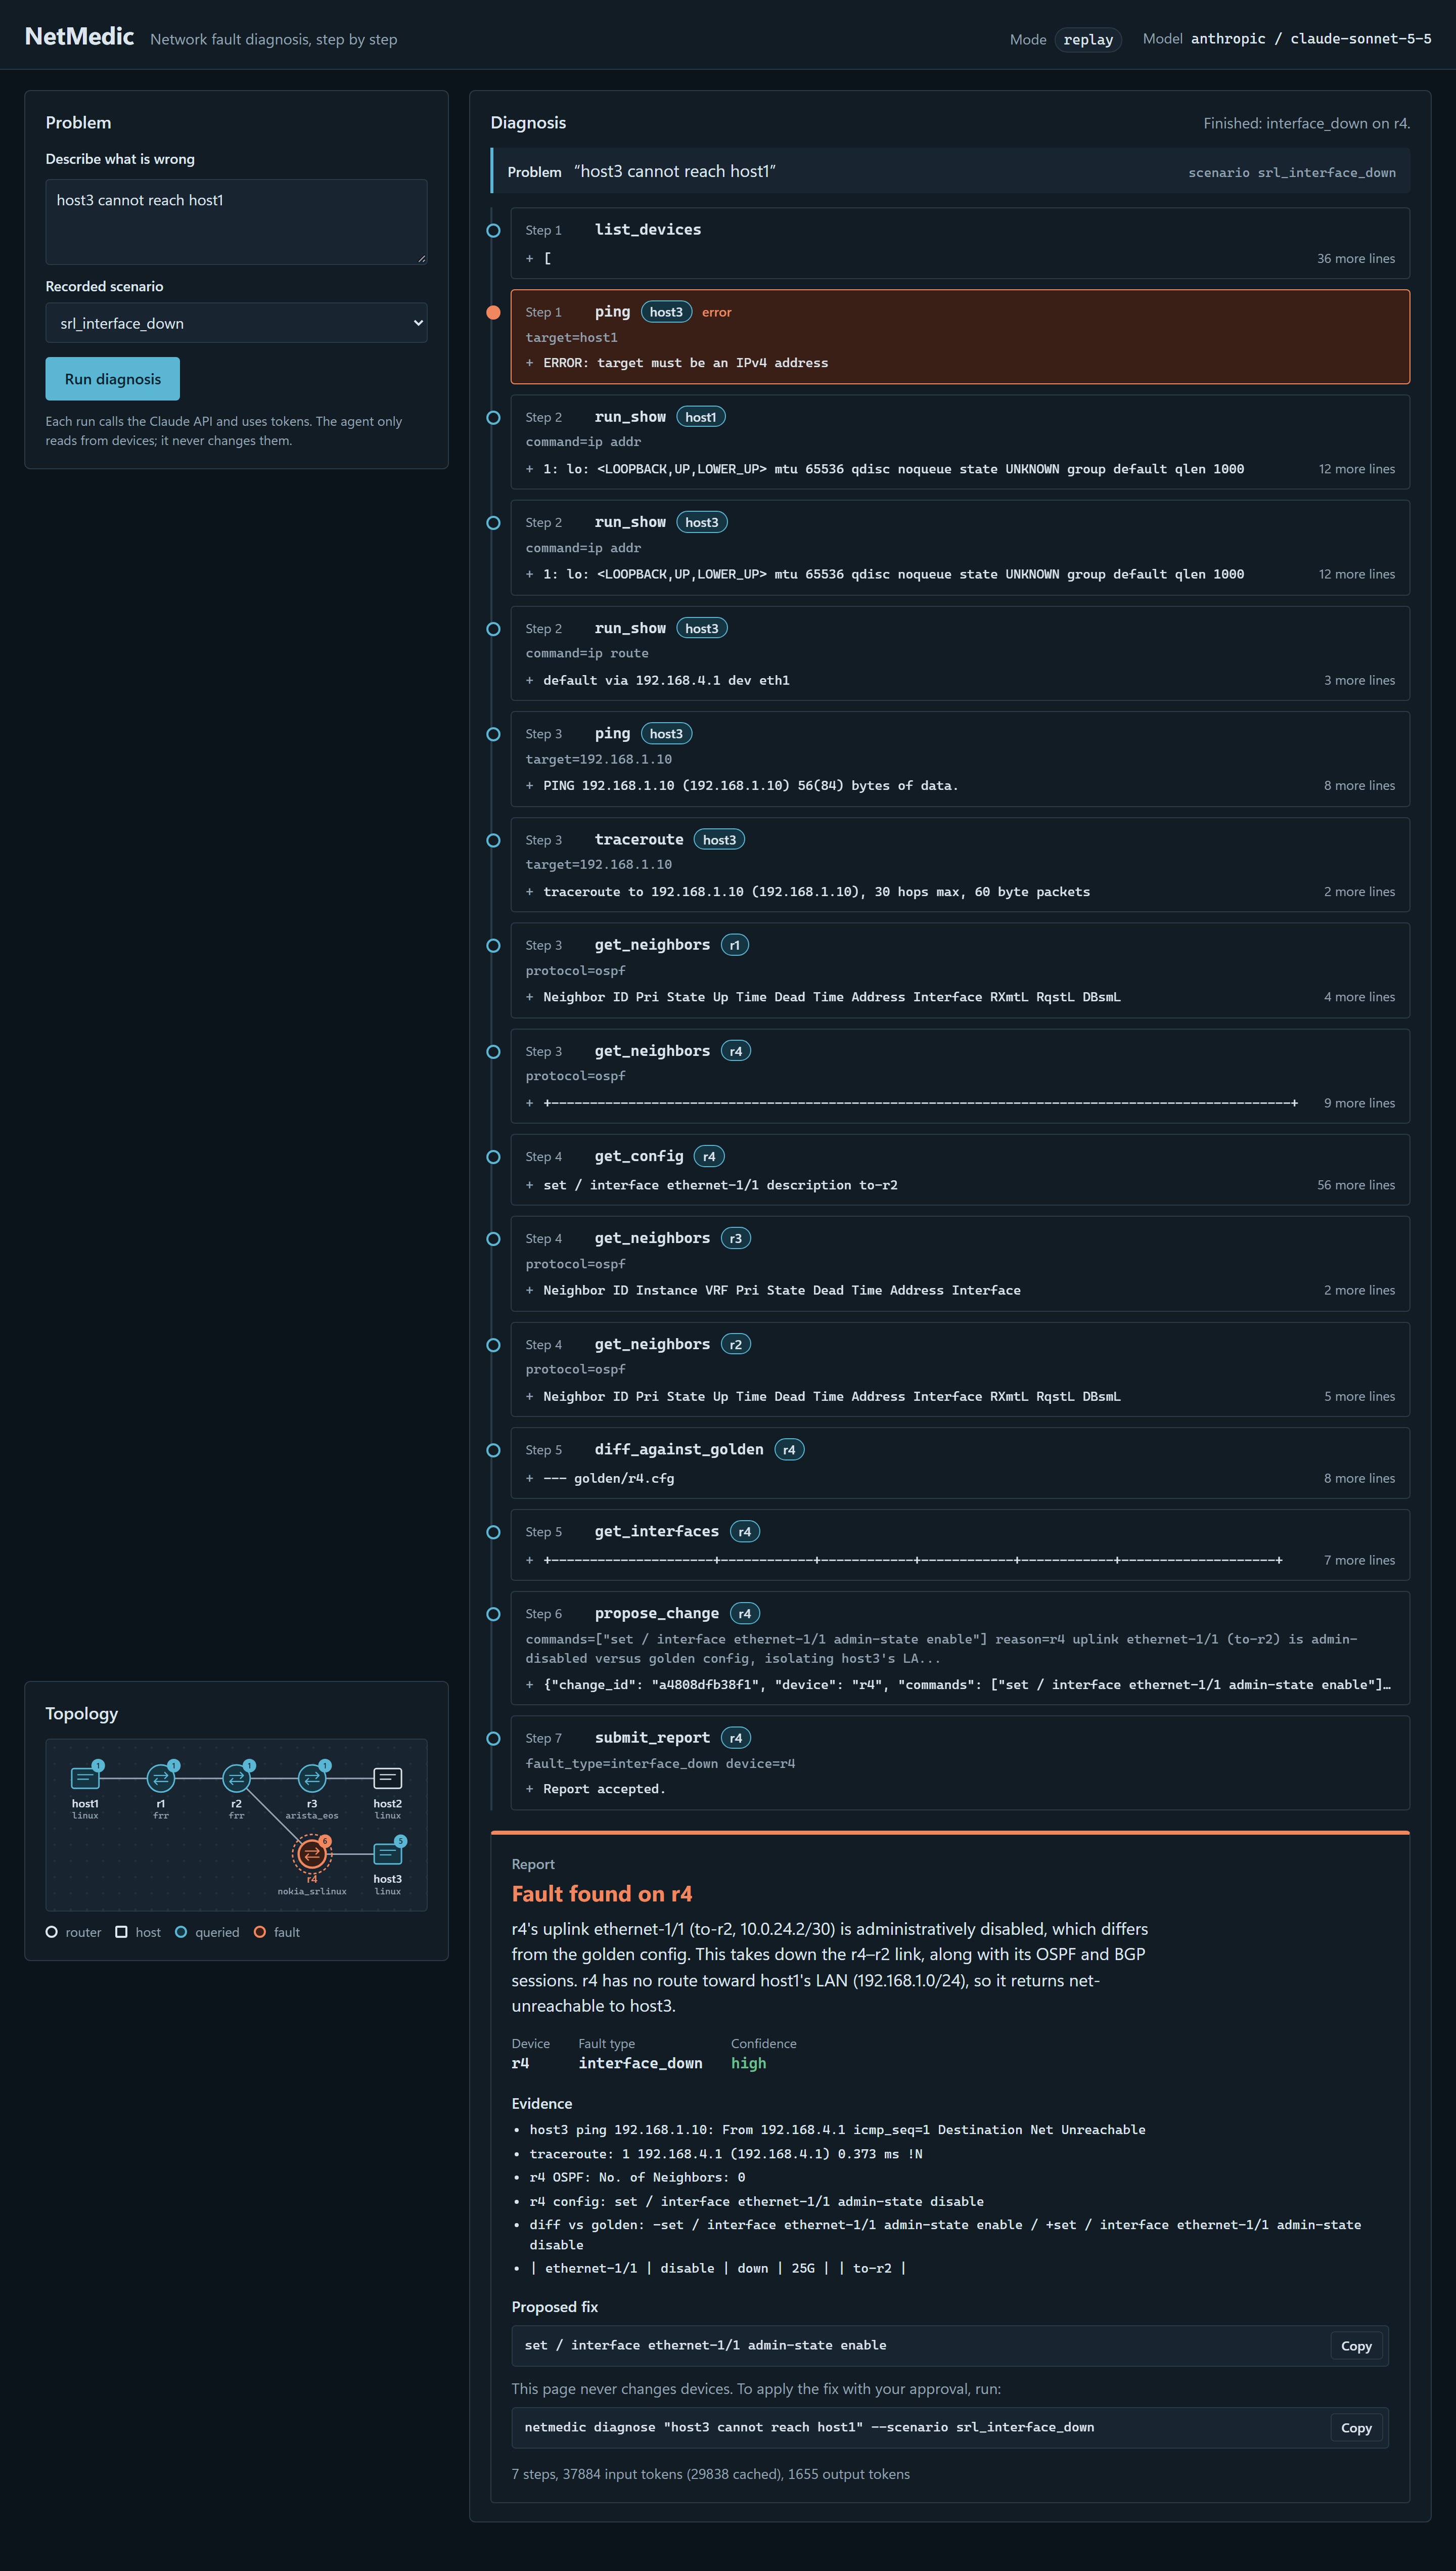 NetMedic
Network fault diagnosis, step by step
Mode replay
Model anthropic / claude-sonnet-5-5
Problem
Describe what is wrong
host3 cannot reach host1
Recorded scenario
srl_interface_down
Run diagnosis
Each run calls the Claude API and uses tokens. The agent only
reads from devices; it never changes them.
Diagnosis
Finished: interface_down on r4.
Problem “host3 cannot reach host1”
scenario srl_interface_down
Step 1 list_devices
+ [
36 more lines
Step 1 ping host3 error
target=host1
+ ERROR: target must be an IPv4 address
Step 2 run_show host1
command=ip addr
+ 1: lo: <LOOPBACK,UP,LOWER_UP> mtu 65536 qdisc noqueue state UNKNOWN group default qlen 1000
12 more lines
Step 2 run_show host3
command=ip addr
+ 1: lo: <LOOPBACK,UP,LOWER_UP> mtu 65536 qdisc noqueue state UNKNOWN group default qlen 1000
12 more lines
Step 2 run_show host3
command=ip route
+ default via 192.168.4.1 dev eth1
3 more lines
Step 3 ping host3
target=192.168.1.10
+ PING 192.168.1.10 (192.168.1.10) 56(84) bytes of data.
8 more lines
Step 3 traceroute host3
target=192.168.1.10
+ traceroute to 192.168.1.10 (192.168.1.10), 30 hops max, 60 byte packets
2 more lines
Step 3 get_neighbors r1
protocol=ospf
+ Neighbor ID Pri State Up Time Dead Time Address Interface RXmtL RqstL DBsmL
4 more lines
Step 3 get_neighbors r4
protocol=ospf
+ +------------------------------------------------------------------------------------------------+
9 more lines
Step 4 get_config r4
+ set / interface ethernet-1/1 description to-r2
56 more lines
Step 4 get_neighbors r3
protocol=ospf
+ Neighbor ID Instance VRF Pri State Dead Time Address Interface
2 more lines
Step 4 get_neighbors r2
protocol=ospf
+ Neighbor ID Pri State Up Time Dead Time Address Interface RXmtL RqstL DBsmL
5 more lines
Step 5 diff_against_golden r4
+ --- golden/r4.cfg
8 more lines
Step 5 get_interfaces r4
+ +---------------------+------------+------------+------------+------------+--------------------+
7 more lines
Step 6 propose_change r4
commands=["set / interface ethernet-1/1 admin-state enable"] reason=r4 uplink ethernet-1/1 (to-r2) is admin-
disabled versus golden config, isolating host3's LA...
+ {"change_id": "a4808dfb38f1", "device": "r4", "commands": ["set / interface ethernet-1/1 admin-state enable"]…
Step 7 submit_report r4
fault_type=interface_down device=r4
+ Report accepted.
Topology
1 1 1 1
host1 r1 r2 r3 host2
linux frr frr arista_eos linux
6 5
r4 host3
nokia_srlinux linux
router host queried fault
Report
Fault found on r4
r4's uplink ethernet-1/1 (to-r2, 10.0.24.2/30) is administratively disabled, which differs
from the golden config. This takes down the r4–r2 link, along with its OSPF and BGP
sessions. r4 has no route toward host1's LAN (192.168.1.0/24), so it returns net-
unreachable to host3.
Device Fault type Confidence
r4 interface_down high
Evidence
• host3 ping 192.168.1.10: From 192.168.4.1 icmp_seq=1 Destination Net Unreachable
• traceroute: 1 192.168.4.1 (192.168.4.1) 0.373 ms !N
• r4 OSPF: No. of Neighbors: 0
• r4 config: set / interface ethernet-1/1 admin-state disable
• diff vs golden: -set / interface ethernet-1/1 admin-state enable / +set / interface ethernet-1/1 admin-state
disable
• | ethernet-1/1 | disable | down | 25G | | to-r2 |
Proposed fix
set / interface ethernet-1/1 admin-state enable
Copy
This page never changes devices. To apply the fix with your approval, run:
netmedic diagnose "host3 cannot reach host1" --scenario srl_interface_down
Copy
7 steps, 37884 input tokens (29838 cached), 1655 output tokens